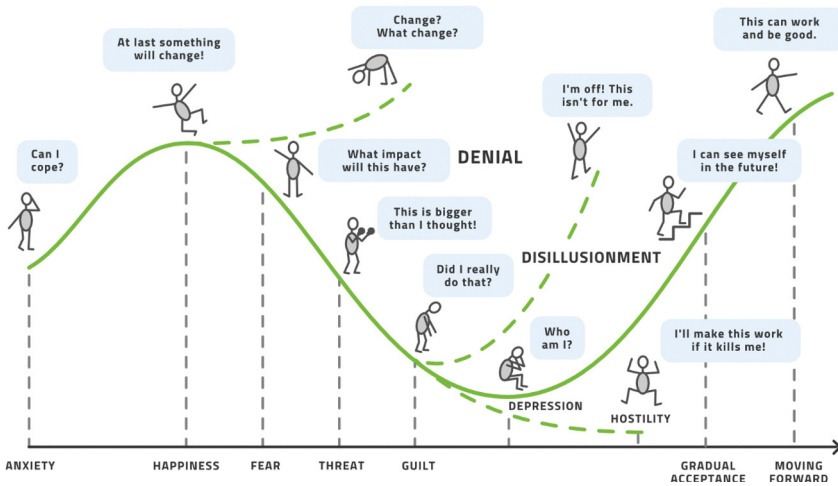 Change?
What change?
This can work
and be good.
At last something
will change!
I'm off! This
isn't for me.
Can I
cope?
What impact
will this have?
DENIAL
I can see myself
in the future!
This is bigger
than I thought!
DISILLUSIONMENT
Did I really
do that?
Who
am I?
I'll make this work
if it kills me!
DEPRESSION
HOSTILITY
ANXIETY
HAPPINESS
FEAR
THREAT
GUILT
GRADUAL
ACCEPTANCE
MOVING
FORWARD